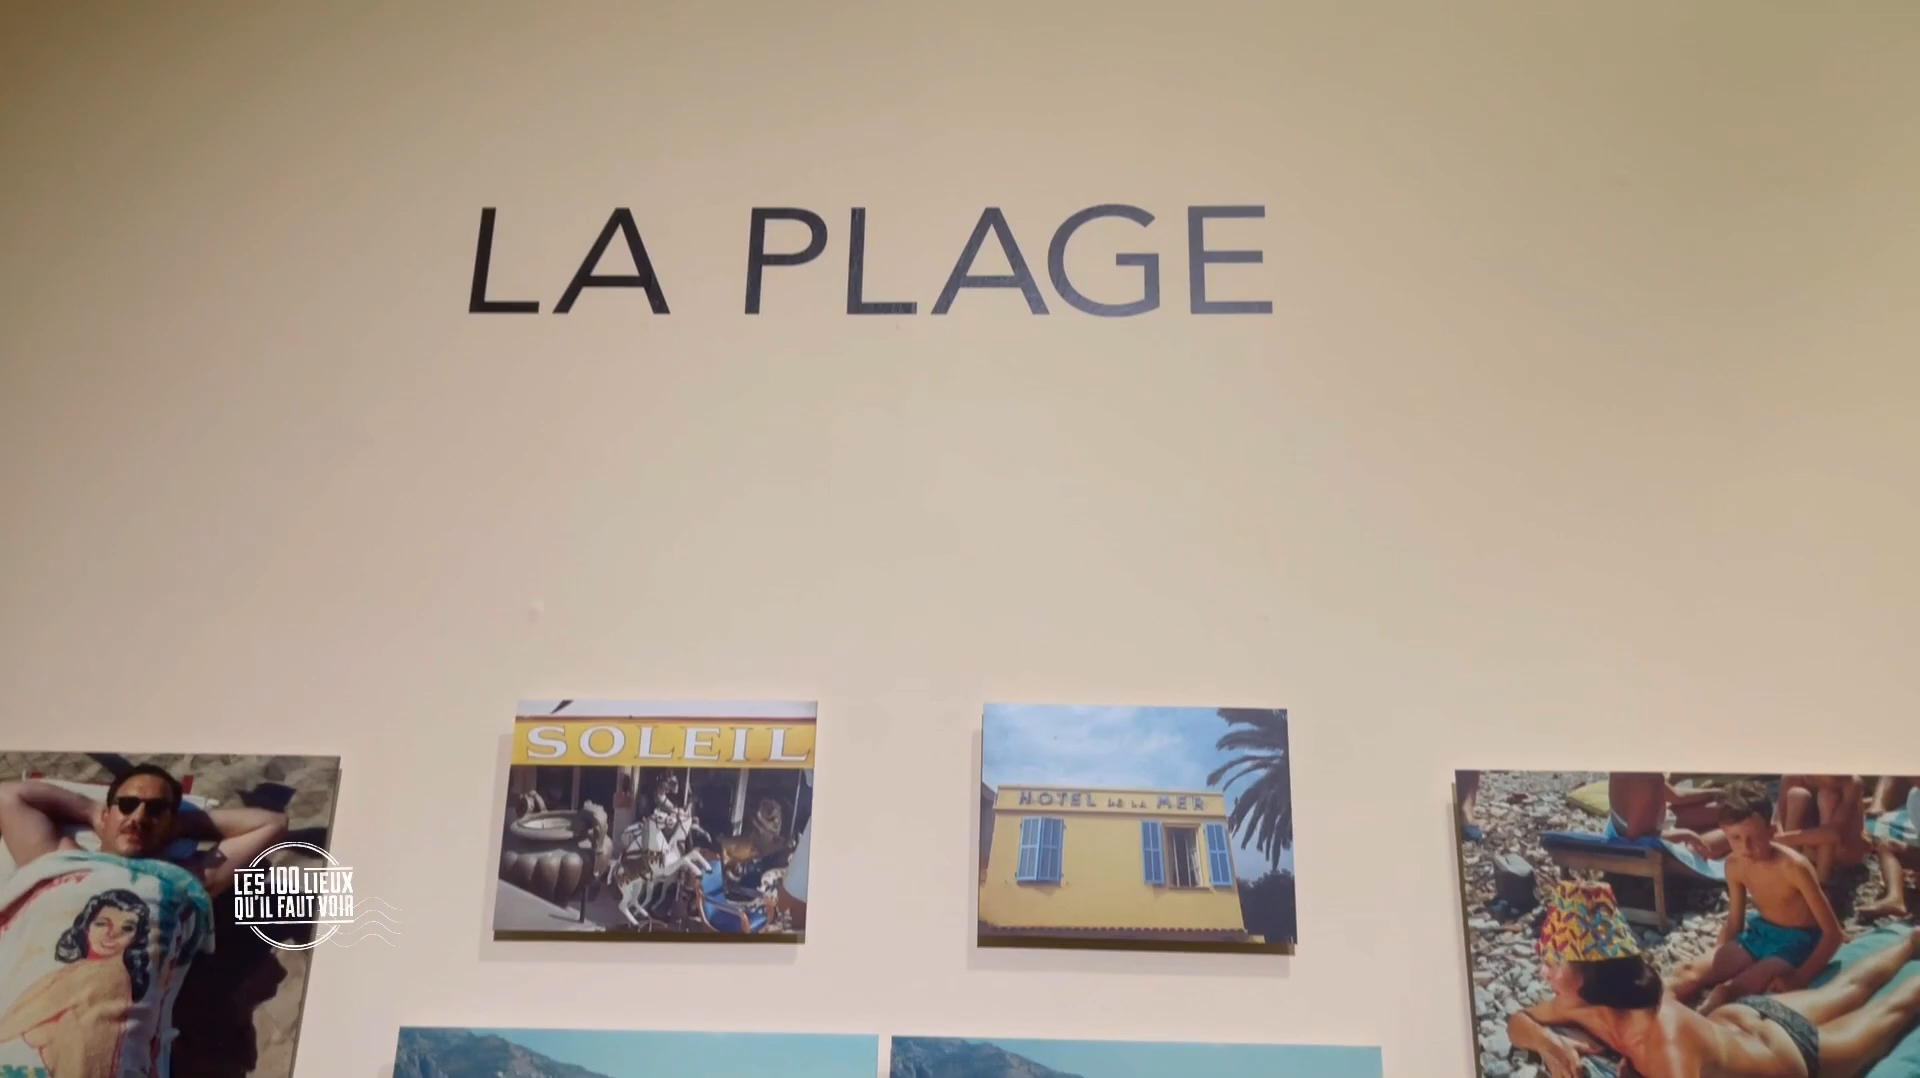 LA PLAGE
SOLEIL
HOTEL DE LA MER
LES 100 LIEUX
QU'IL FAUT VOIR